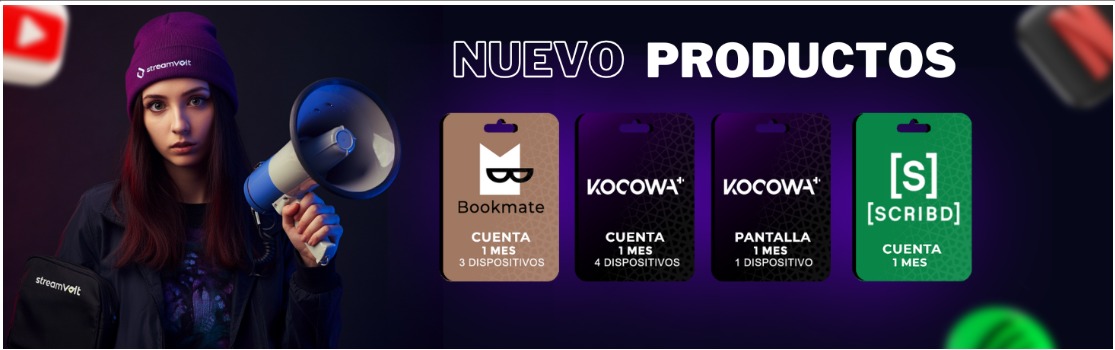 streamvolt
streamvolt
NUEVO PRODUCTOS
Bookmate
CUENTA
1 MES
3 DISPOSITIVOS
KOCOWA+
CUENTA
1 MES
4 DISPOSITIVOS
KOCOWA+
PANTALLA
1 MES
1 DISPOSITIVO
[S]
[SCRIBD]
CUENTA
1 MES